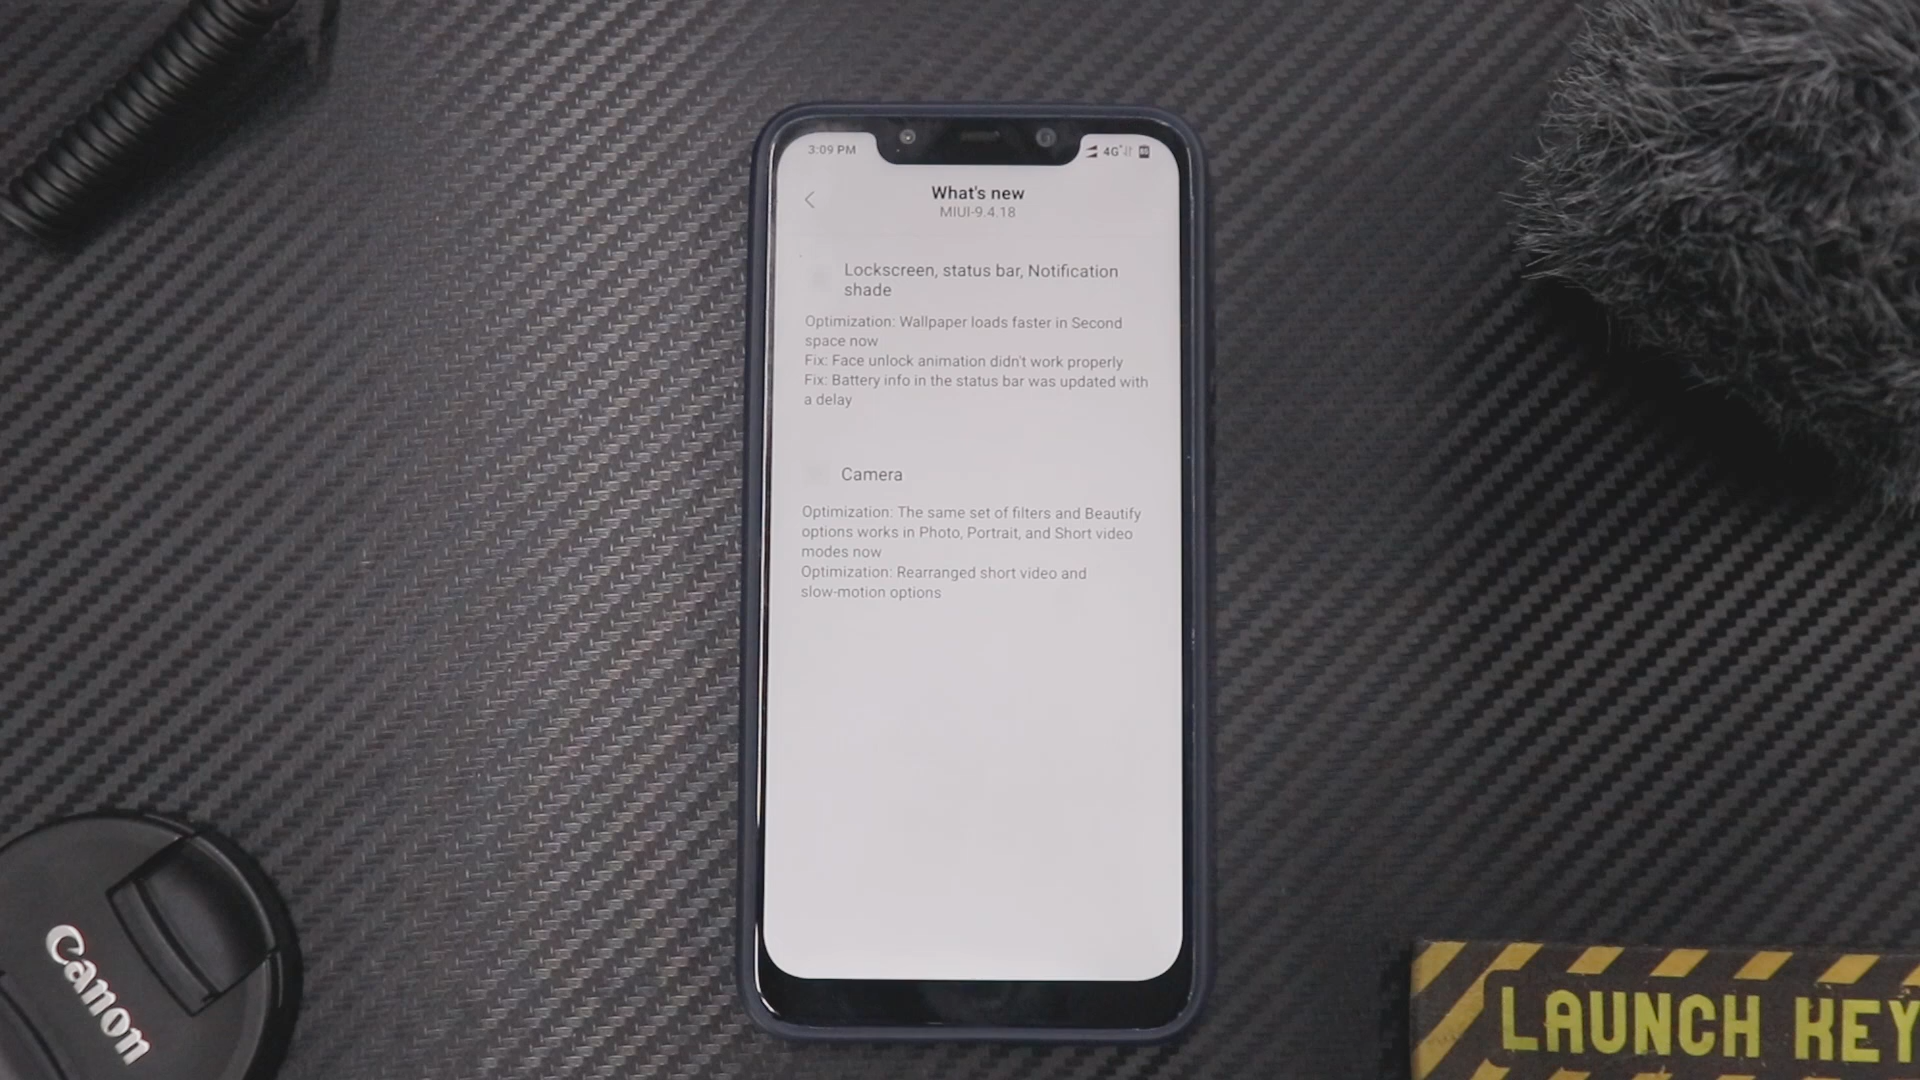 3:09 PM
4G+
What's new
MIUI-9.4.18
Lockscreen, status bar, Notification
shade
Optimization: Wallpaper loads faster in Second
space now
Fix: Face unlock animation didn't work properly
Fix: Battery info in the status bar was updated with
a delay
Camera
Optimization: The same set of filters and Beautify
options works in Photo, Portrait, and Short video
modes now
Optimization: Rearranged short video and
slow-motion options
Canon
LAUNCH KEY